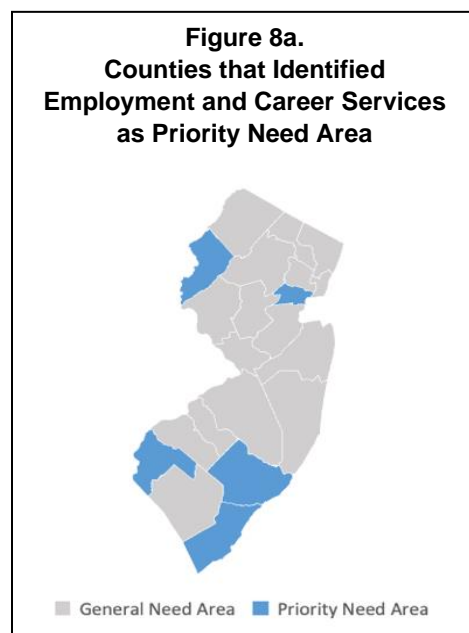 Figure 8a.
Counties that Identified
Employment and Career Services
as Priority Need Area
General Need Area Priority Need Area